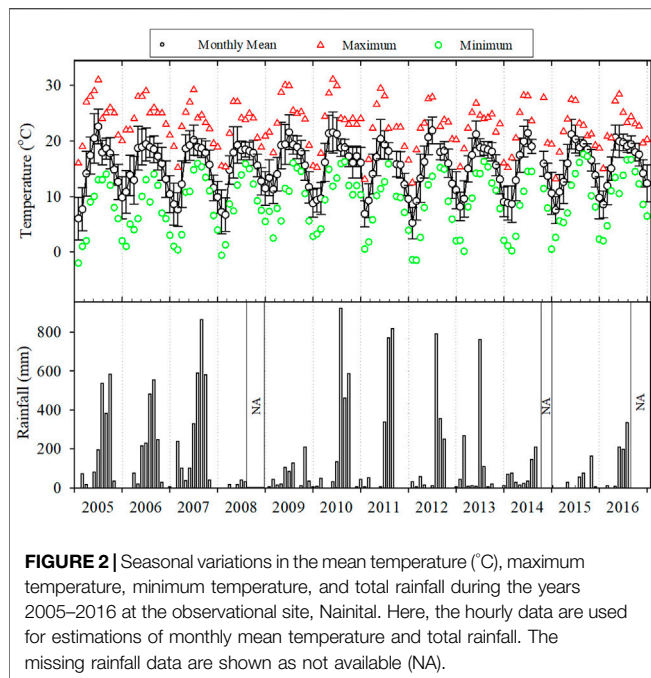 Monthly Mean Maximum Minimum
30
20
10
0
Temperature (°C)
800
600
400
200
0
Rainfall (mm)
NA
NA
NA
2005 2006 2007 2008 2009 2010 2011 2012 2013 2014 2015 2016
FIGURE 2 | Seasonal variations in the mean temperature (°C), maximum
temperature, minimum temperature, and total rainfall during the years
2005–2016 at the observational site, Nainital. Here, the hourly data are used
for estimations of monthly mean temperature and total rainfall. The
missing rainfall data are shown as not available (NA).